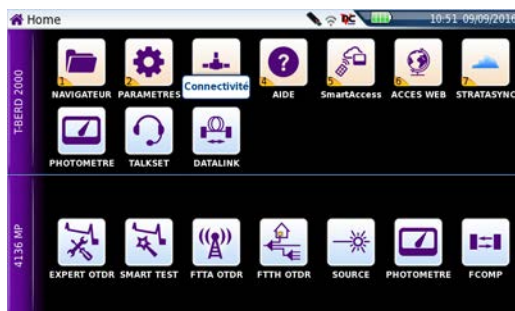 Home 10:51 09/09/2016
T-BERD 2000
1 2 4 5 6 7
NAVIGATEUR PARAMETRES Connectivité AIDE SmartAccess ACCES WEB STRATASYNC
PHOTOMETRE TALKSET DATALINK
4136 MP
EXPERT OTDR SMART TEST FTTA OTDR FTTH OTDR SOURCE PHOTOMETRE FCOMP